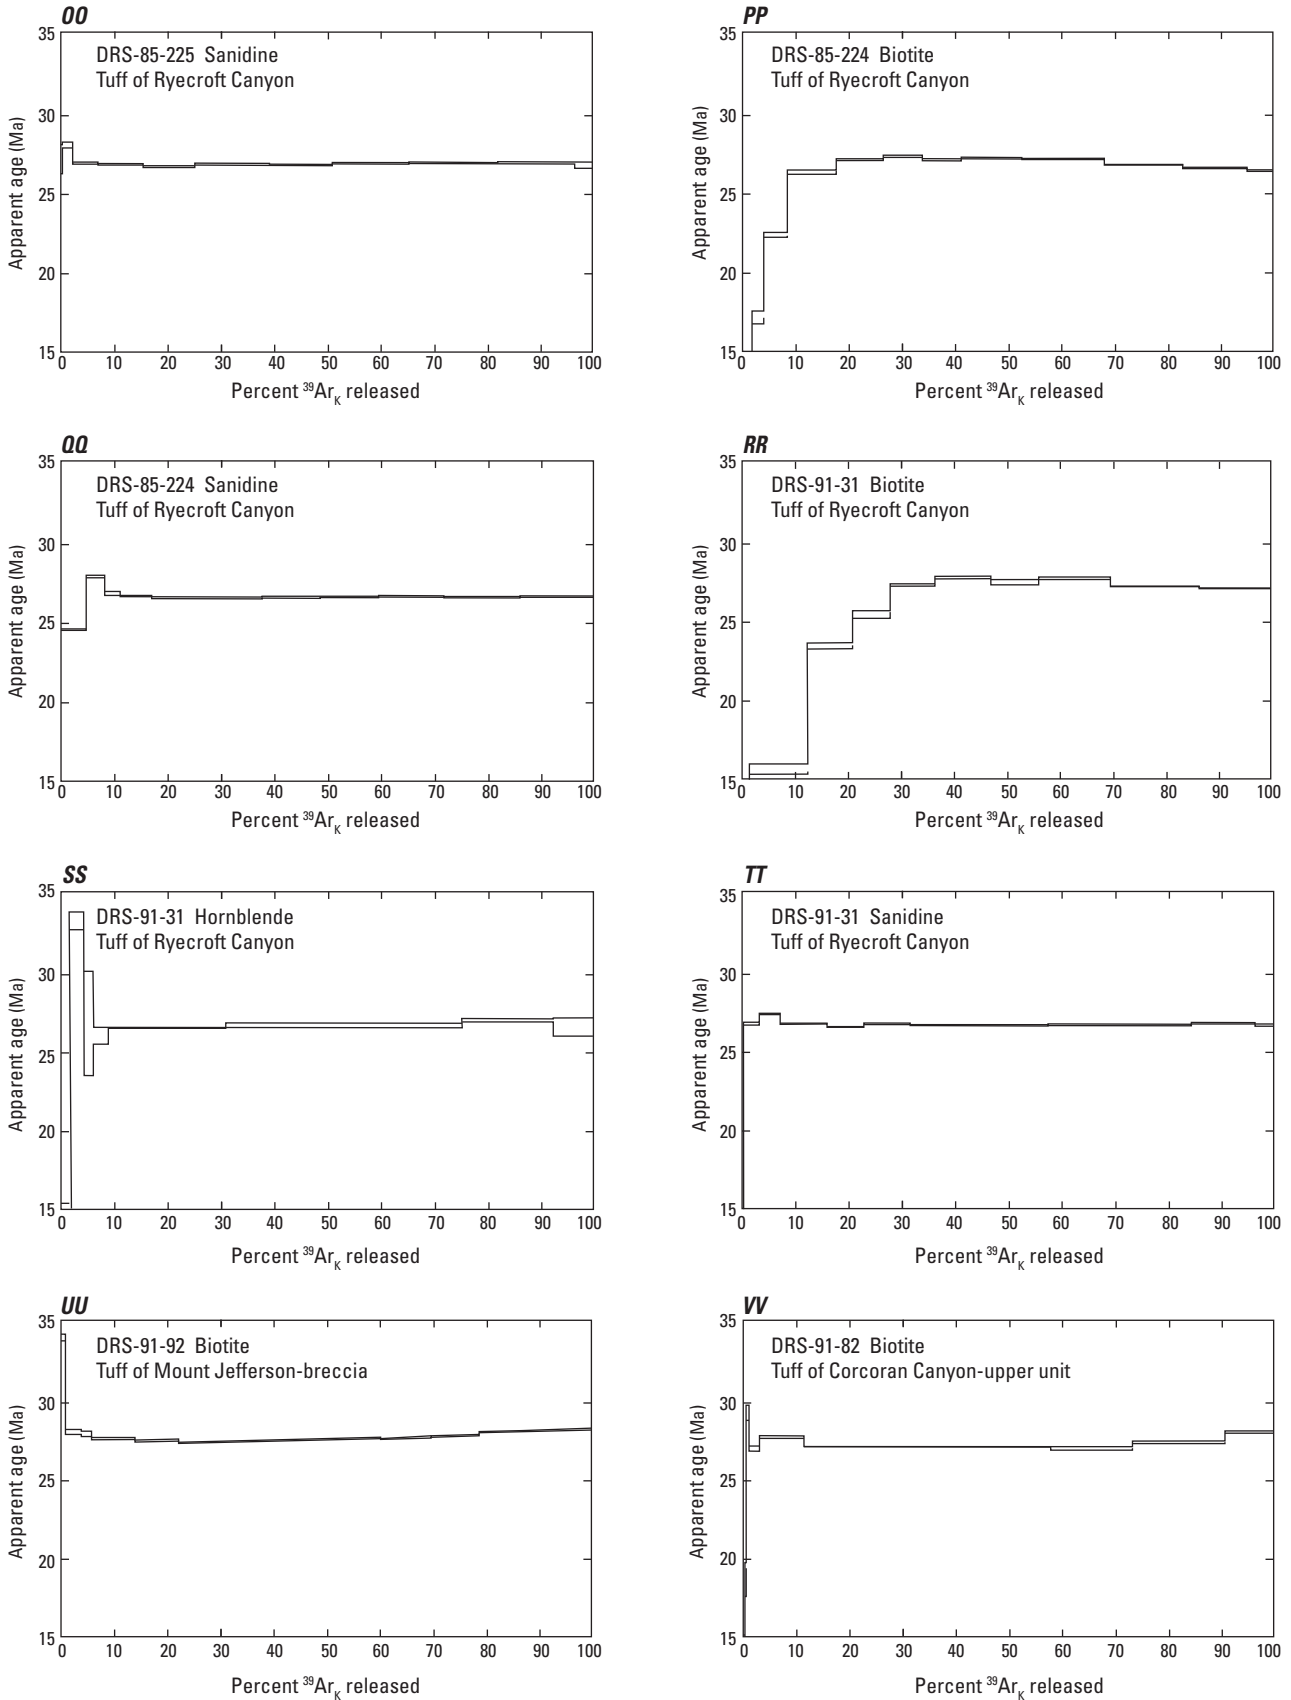 OO
DRS-85-225 Sanidine
Tuff of Ryecroft Canyon
Apparent age (Ma)
35
30
25
20
15
0 10 20 30 40 50 60 70 80 90 100
Percent ³⁹Ar_K released
PP
DRS-85-224 Biotite
Tuff of Ryecroft Canyon
Apparent age (Ma)
35
30
25
20
15
0 10 20 30 40 50 60 70 80 90 100
Percent ³⁹Ar_K released
QQ
DRS-85-224 Sanidine
Tuff of Ryecroft Canyon
Apparent age (Ma)
35
30
25
20
15
0 10 20 30 40 50 60 70 80 90 100
Percent ³⁹Ar_K released
RR
DRS-91-31 Biotite
Tuff of Ryecroft Canyon
Apparent age (Ma)
35
30
25
20
15
0 10 20 30 40 50 60 70 80 90 100
Percent ³⁹Ar_K released
SS
DRS-91-31 Hornblende
Tuff of Ryecroft Canyon
Apparent age (Ma)
35
30
25
20
15
0 10 20 30 40 50 60 70 80 90 100
Percent ³⁹Ar_K released
TT
DRS-91-31 Sanidine
Tuff of Ryecroft Canyon
Apparent age (Ma)
35
30
25
20
15
0 10 20 30 40 50 60 70 80 90 100
Percent ³⁹Ar_K released
UU
DRS-91-92 Biotite
Tuff of Mount Jefferson-breccia
Apparent age (Ma)
35
30
25
20
15
0 10 20 30 40 50 60 70 80 90 100
Percent ³⁹Ar_K released
VV
DRS-91-82 Biotite
Tuff of Corcoran Canyon-upper unit
Apparent age (Ma)
35
30
25
20
15
0 10 20 30 40 50 60 70 80 90 100
Percent ³⁹Ar_K released